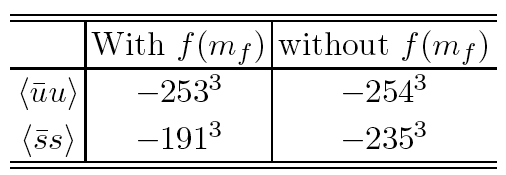 With f(m_f) without f(m_f)
⟨ūu⟩ −253³ −254³
⟨s̄s⟩ −191³ −235³